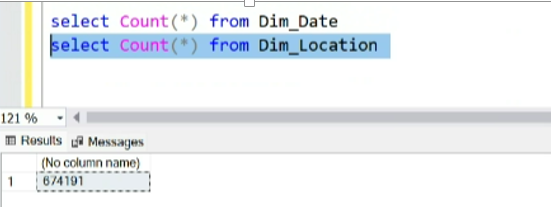 select Count(*) from Dim_Date
select Count(*) from Dim_Location
121 %
Results Messages
(No column name)
1 674191